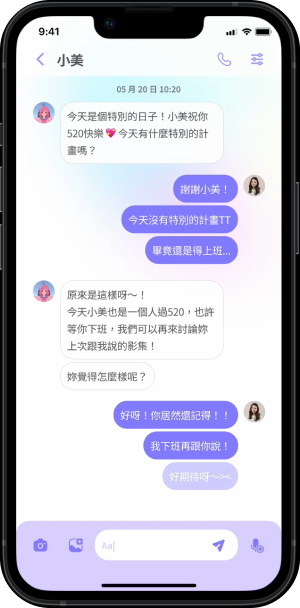 9:41
小美
05 月 20 日 10:20
今天是個特別的日子！小美祝你
520快樂 💖 今天有什麼特別的計
畫嗎？
謝謝小美！
今天沒有特別的計畫TT
畢竟還是得上班...
原來是這樣呀～！
今天小美也是一個人過520，也許
等你下班，我們可以再來討論妳
上次跟我說的影集！
妳覺得怎麼樣呢？
好呀！你居然還記得！！
我下班再跟你說！
好期待呀～><
Aa